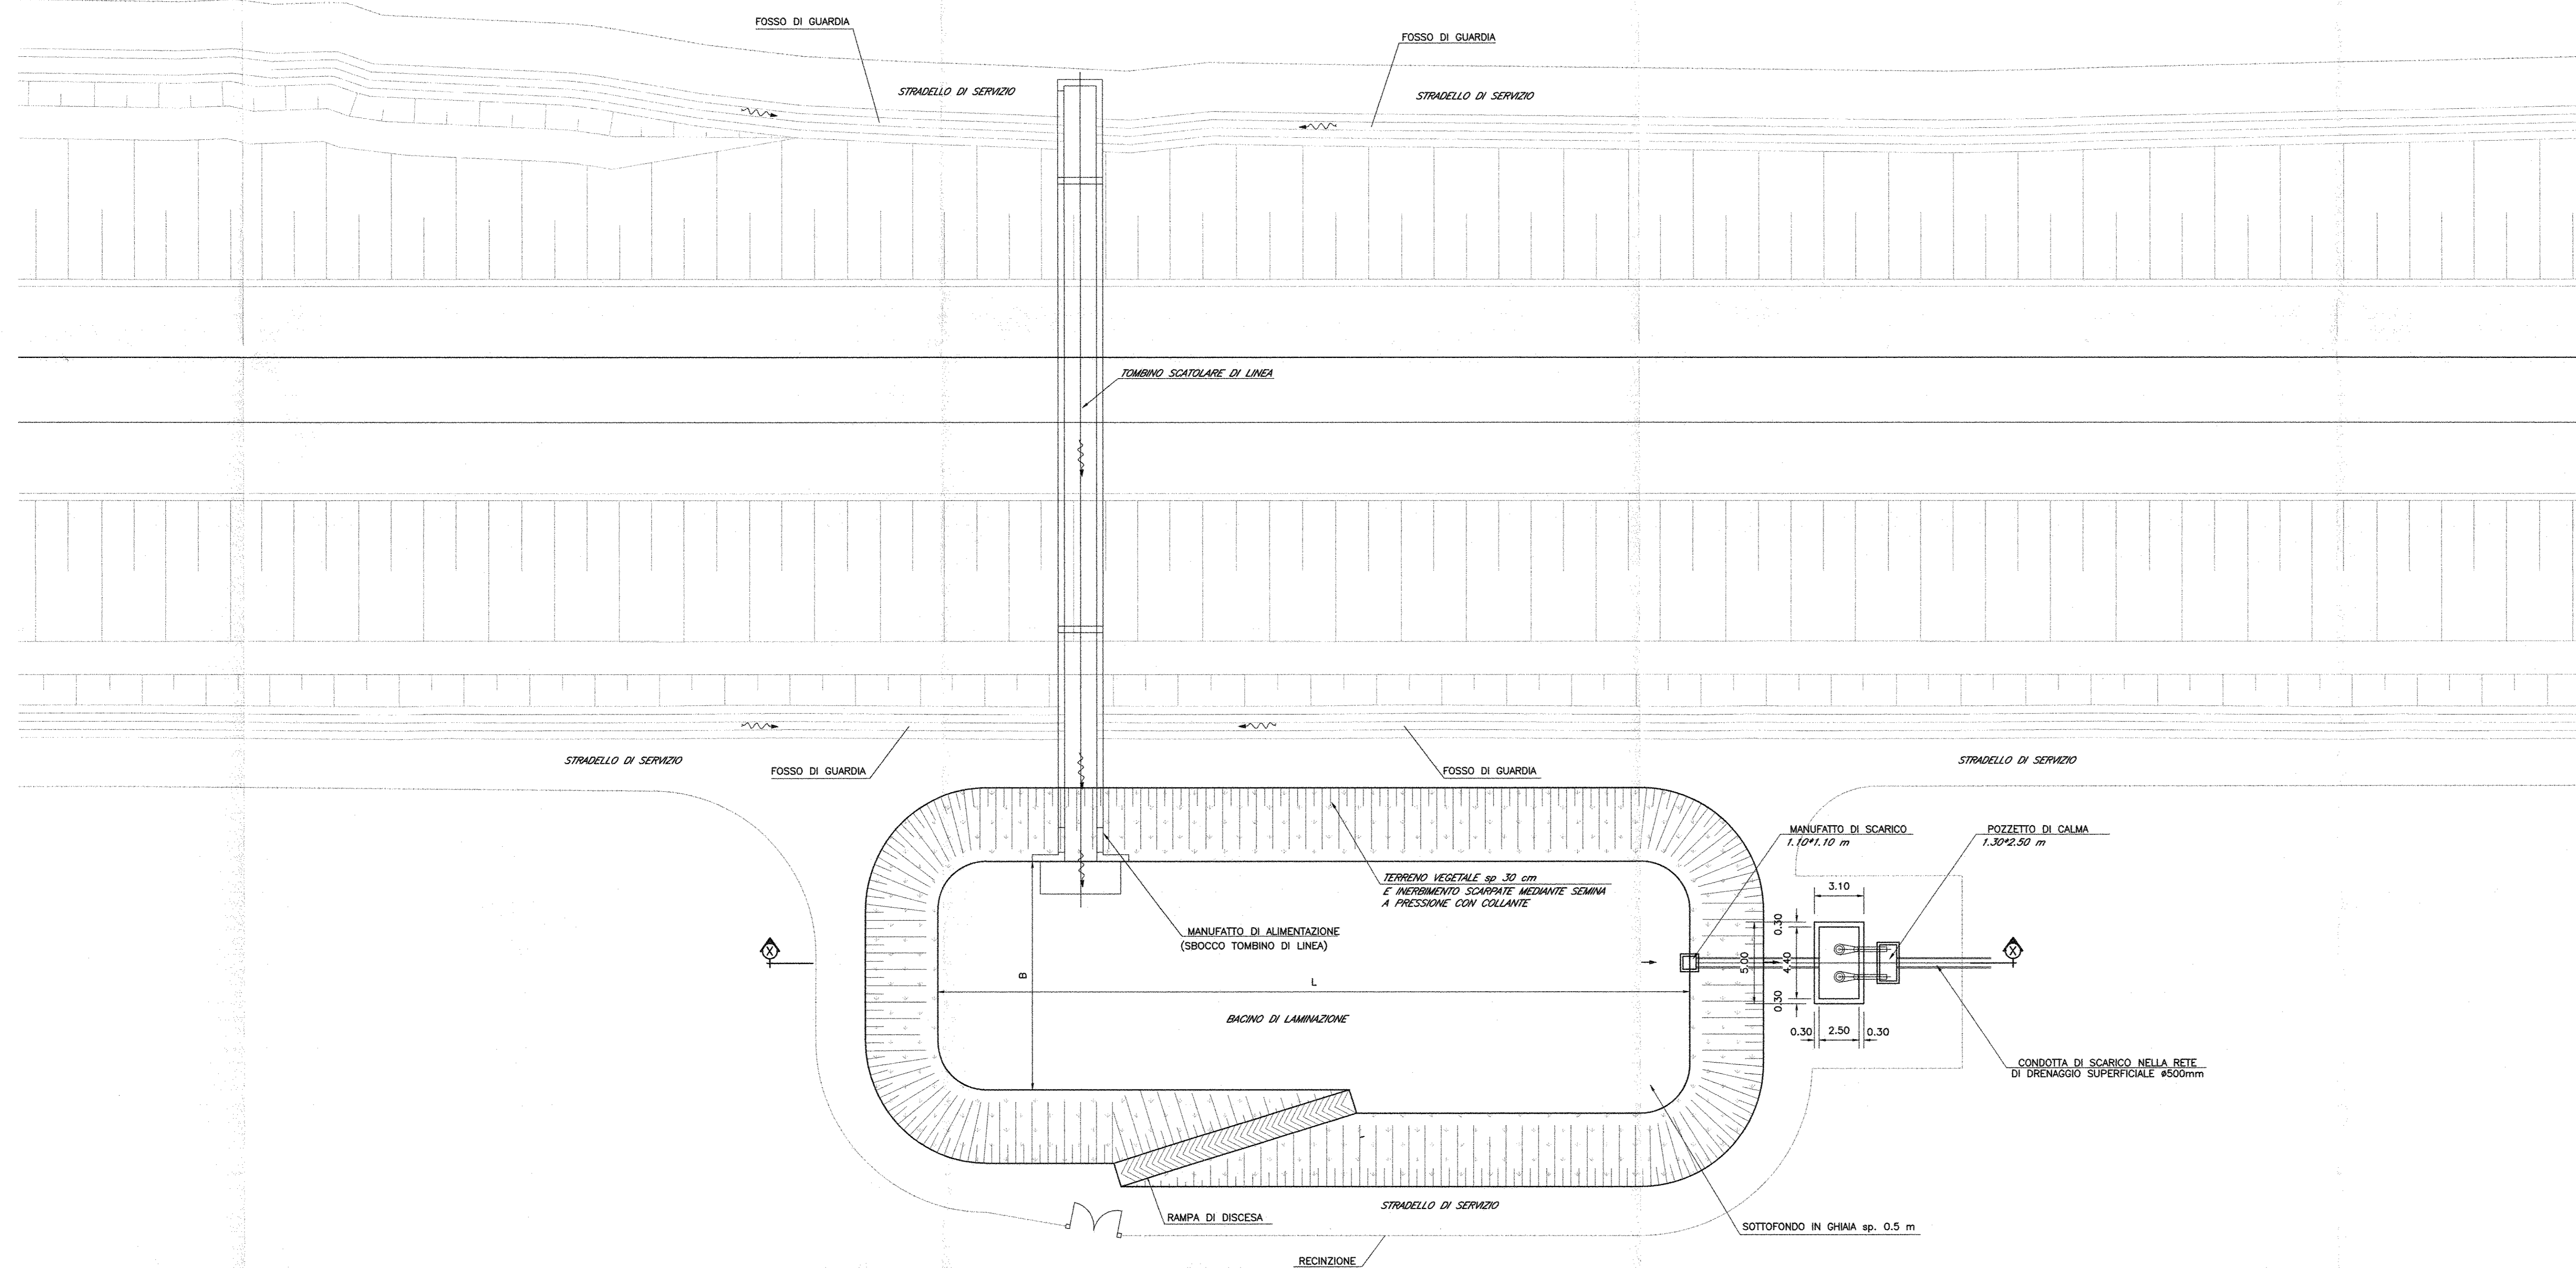 FOSSO DI GUARDIA
FOSSO DI GUARDIA
STRADELLO DI SERVIZIO
STRADELLO DI SERVIZIO
TOMBINO SCATOLARE DI LINEA
STRADELLO DI SERVIZIO
FOSSO DI GUARDIA
FOSSO DI GUARDIA
STRADELLO DI SERVIZIO
MANUFATTO DI SCARICO
1.10*1.10 m
POZZETTO DI CALMA
1.30*2.50 m
TERRENO VEGETALE sp 30 cm
E INERBIMENTO SCARPATE MEDIANTE SEMINA
A PRESSIONE CON COLLANTE
3.10
0.30
5.00
4.40
0.30
0.30
2.50
0.30
MANUFATTO DI ALIMENTAZIONE
(SBOCCO TOMBINO DI LINEA)
X
X
B
L
BACINO DI LAMINAZIONE
CONDOTTA DI SCARICO NELLA RETE
DI DRENAGGIO SUPERFICIALE ø500mm
STRADELLO DI SERVIZIO
RAMPA DI DISCESA
SOTTOFONDO IN GHIAIA sp. 0.5 m
RECINZIONE